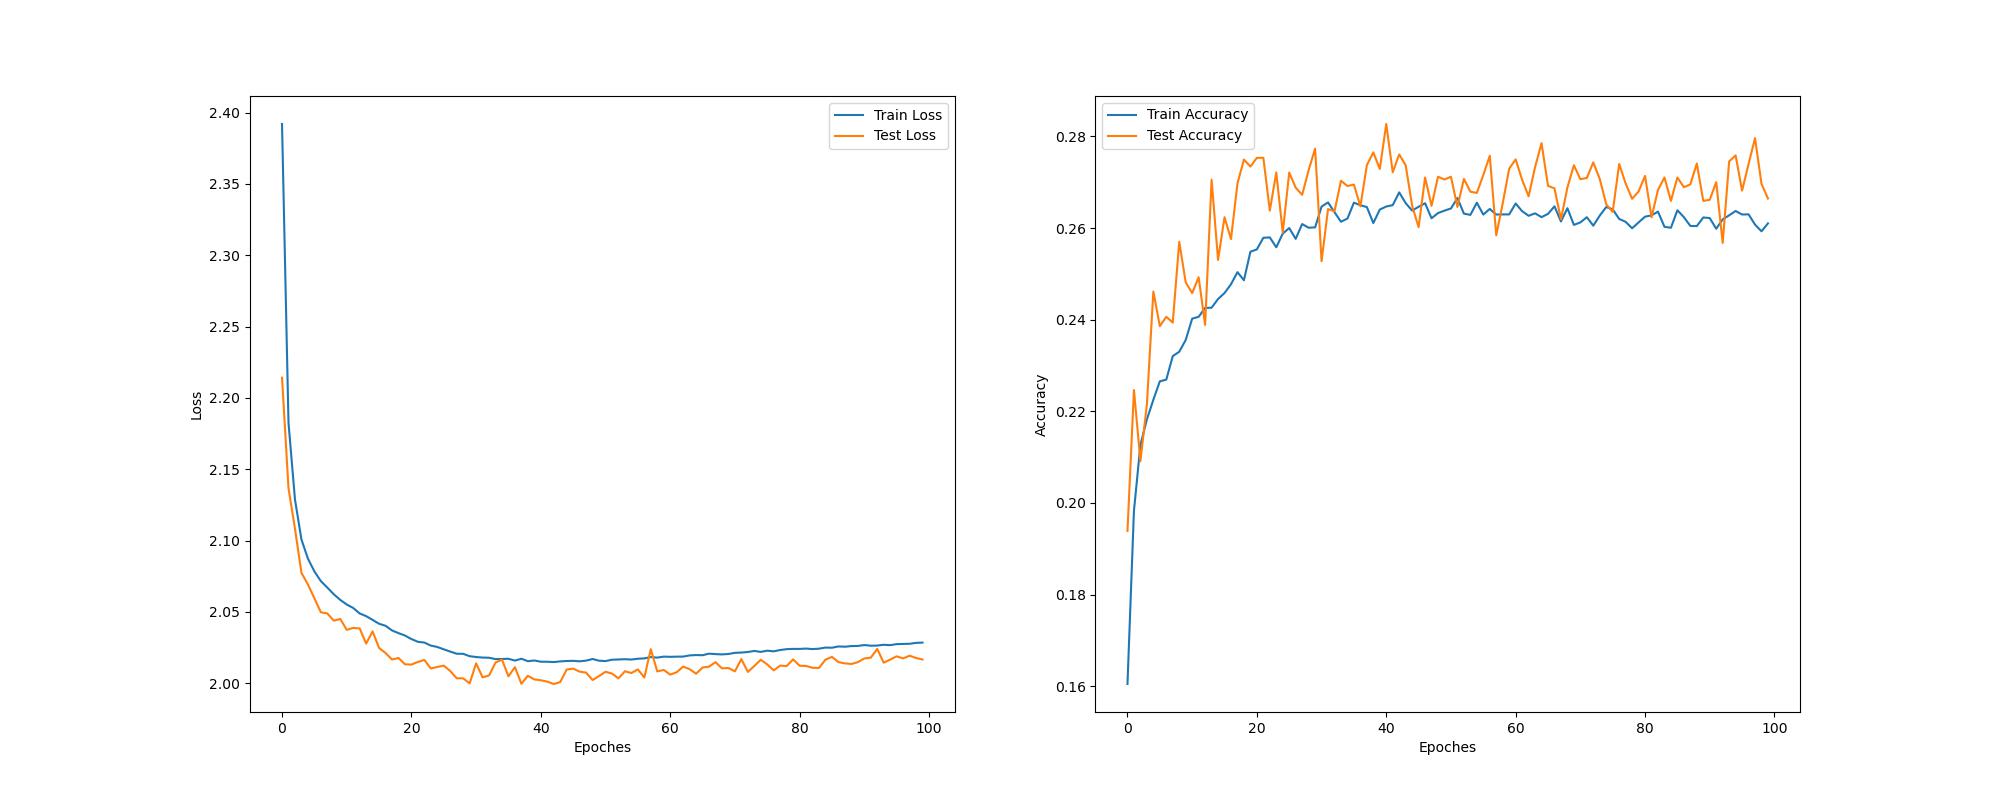 2.40
2.35
2.30
2.25
2.20
2.15
2.10
2.05
2.00
Loss
0 20 40 60 80 100
Epoches
Train Loss
Test Loss
0.28
0.26
0.24
0.22
0.20
0.18
0.16
Accuracy
0 20 40 60 80 100
Epoches
Train Accuracy
Test Accuracy